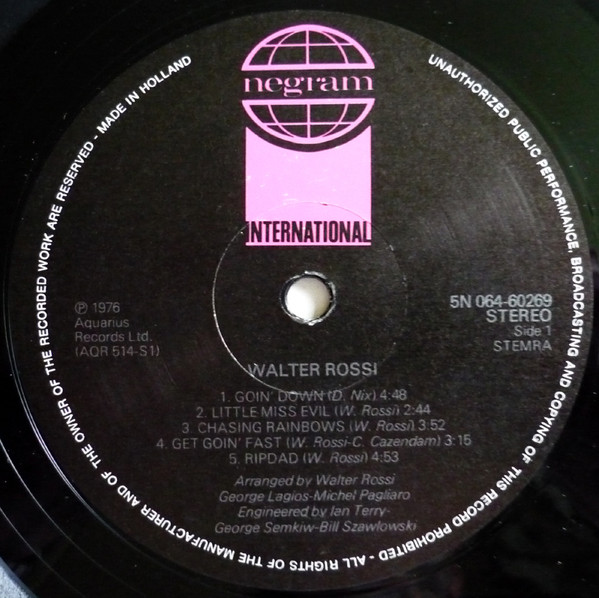 negram
INTERNATIONAL
UNAUTHORIZED PUBLIC PERFORMANCE, BROADCASTING AND COPYING OF THIS RECORD PROHIBITED - ALL RIGHTS OF THE MANUFACTURER AND OF THE OWNER OF THE RECORDED WORK ARE RESERVED - MADE IN HOLLAND
℗ 1976
Aquarius
Records Ltd.
(AQR 514-S1)
5N 064-60269
STEREO
Side 1
STEMRA
WALTER ROSSI
1. GOIN' DOWN (D. Nix) 4:48
2. LITTLE MISS EVIL (W. Rossi) 2:44
3. CHASING RAINBOWS (W. Rossi) 3:52
4. GET GOIN' FAST (W. Rossi-C. Cazendam) 3:15
5. RIPDAD (W. Rossi) 4:53
Arranged by Walter Rossi
George Lagios-Michel Pagliaro
Engineered by Ian Terry-
George Semkiw-Bill Szawlowski